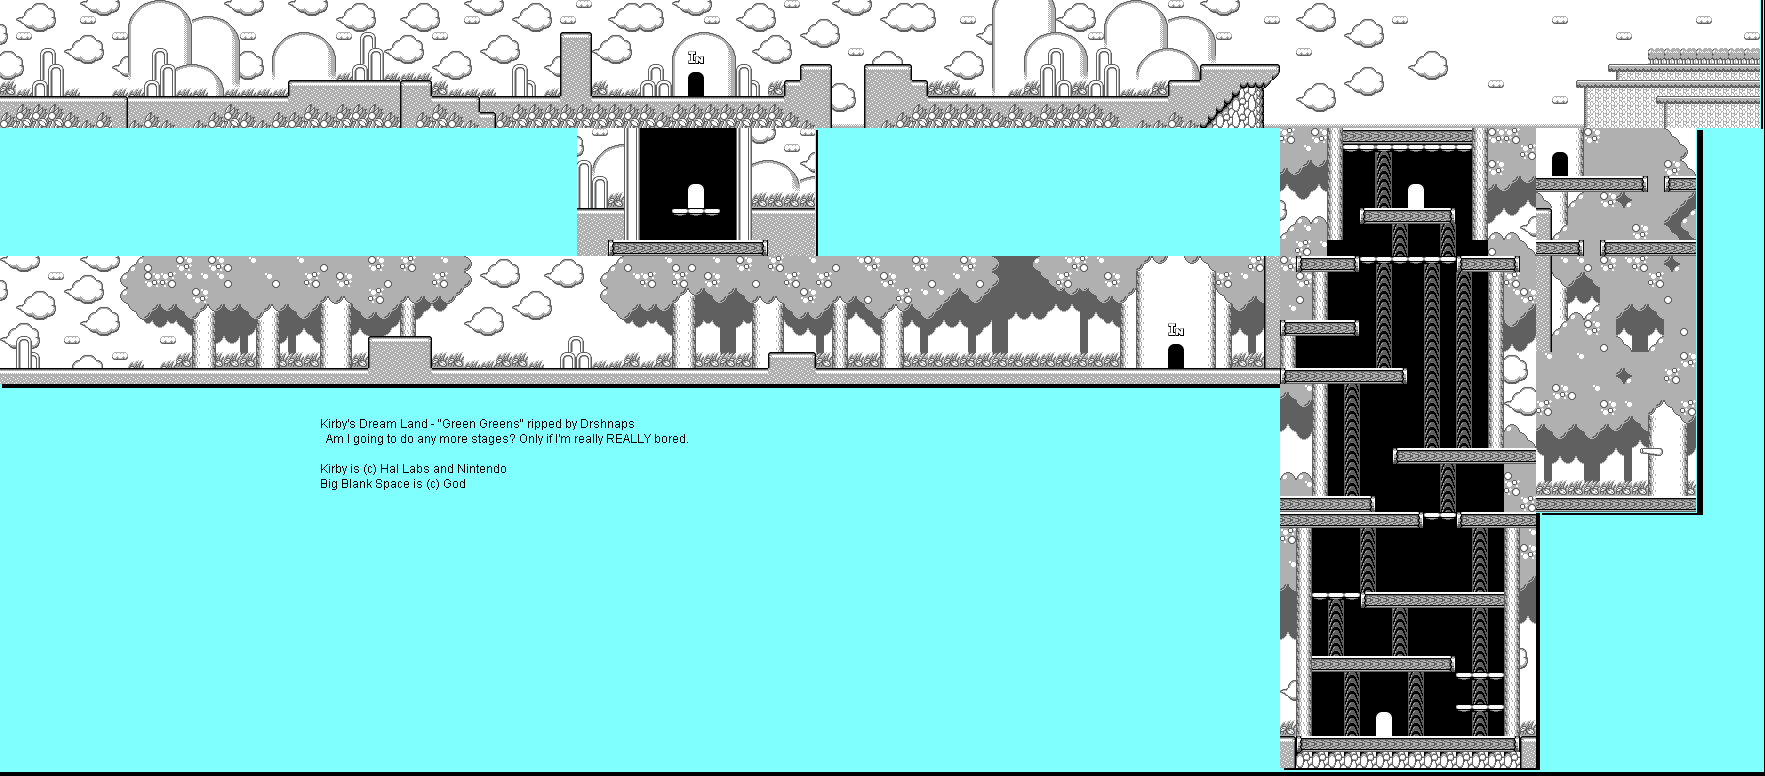 IN
IN
Kirby's Dream Land - "Green Greens" ripped by Drshnaps
Am I going to do any more stages? Only if I'm really REALLY bored.
Kirby is (c) Hal Labs and Nintendo
Big Blank Space is (c) God